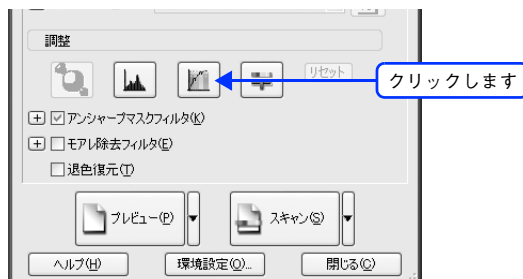 調整
リセット
クリックします
アンシャープマスクフィルタ(K)
モアレ除去フィルタ(E)
退色復元(T)
プレビュー(P)
スキャン(S)
ヘルプ(H)
環境設定(O)...
閉じる(C)